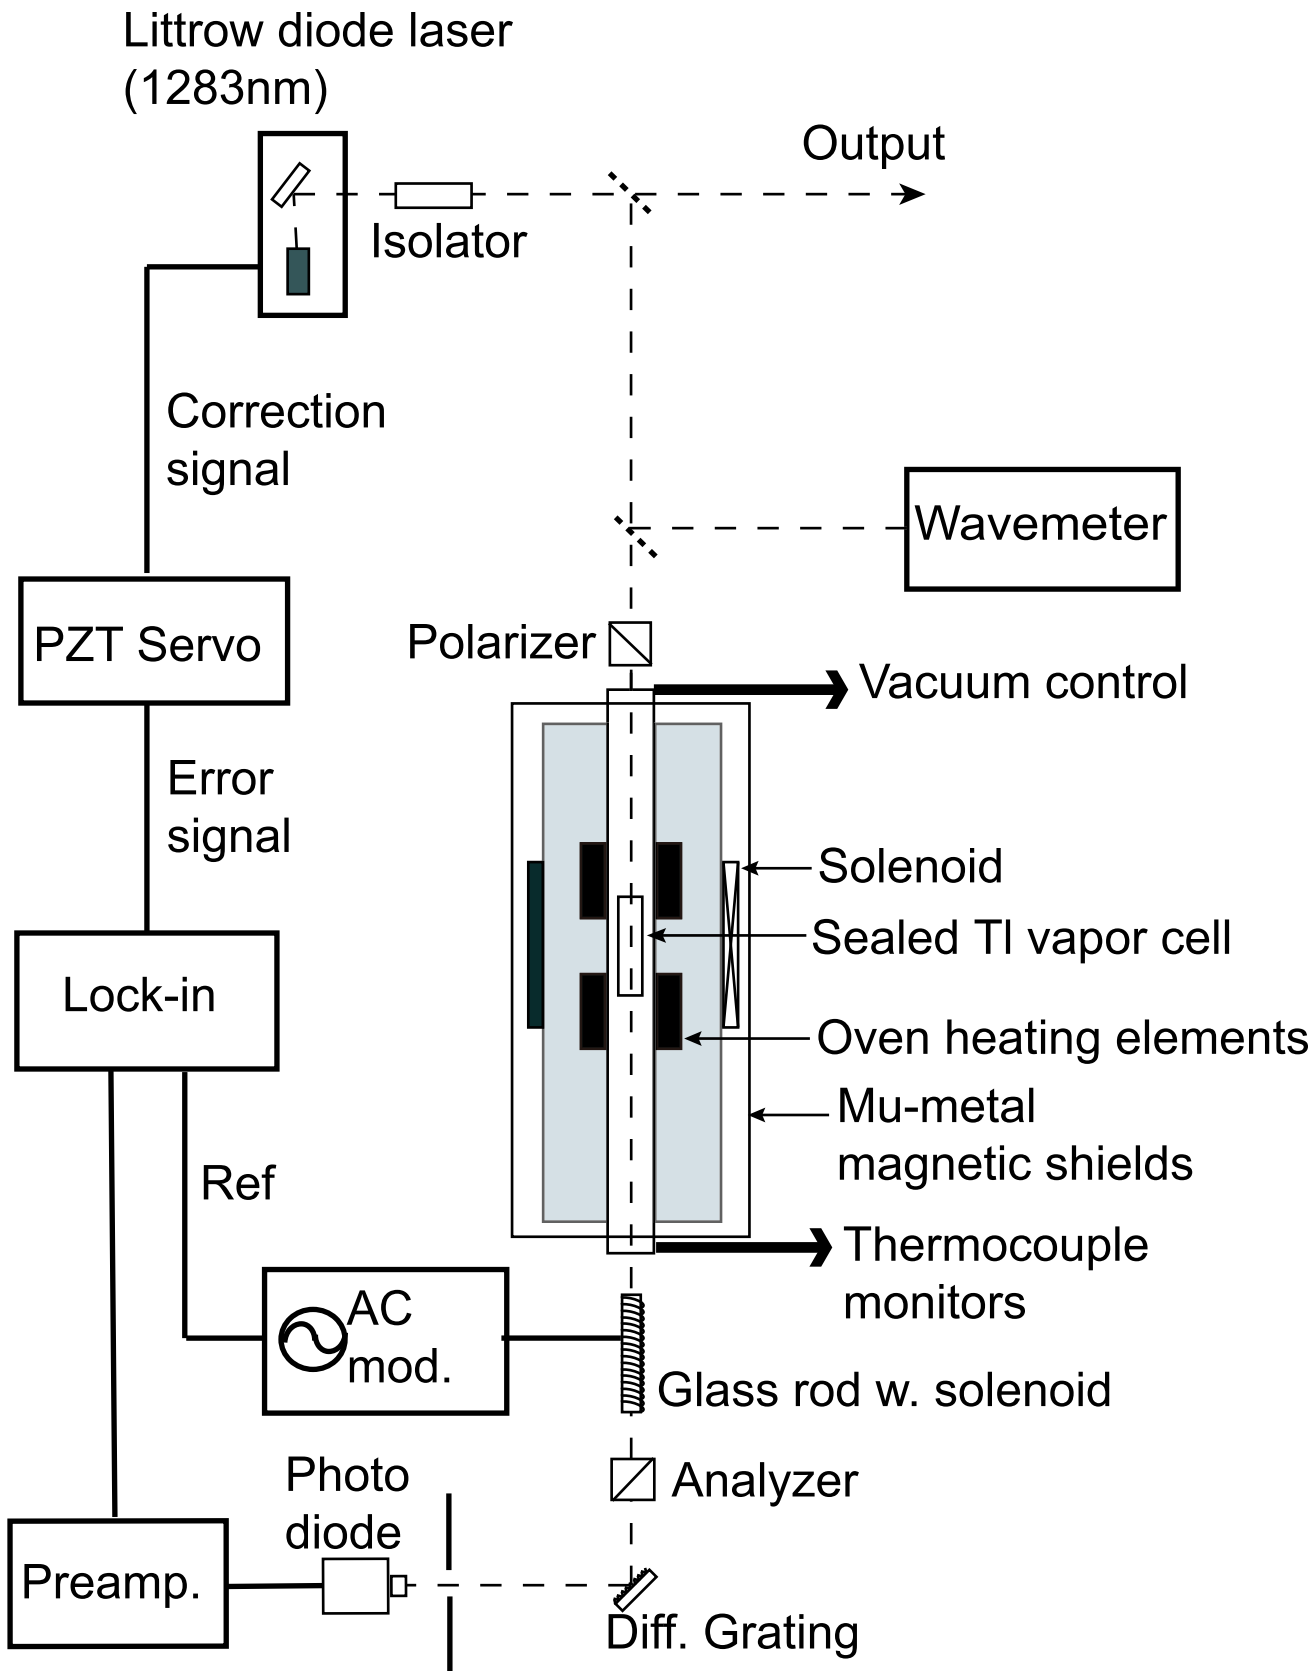 Littrow diode laser
(1283nm)
Output
Isolator
Correction
signal
Wavemeter
PZT Servo
Polarizer
Vacuum control
Error
signal
Solenoid
Sealed Tl vapor cell
Lock-in
Oven heating elements
Mu-metal
magnetic shields
Ref
Thermocouple
monitors
AC
mod.
Glass rod w. solenoid
Photo
diode
Analyzer
Preamp.
Diff. Grating